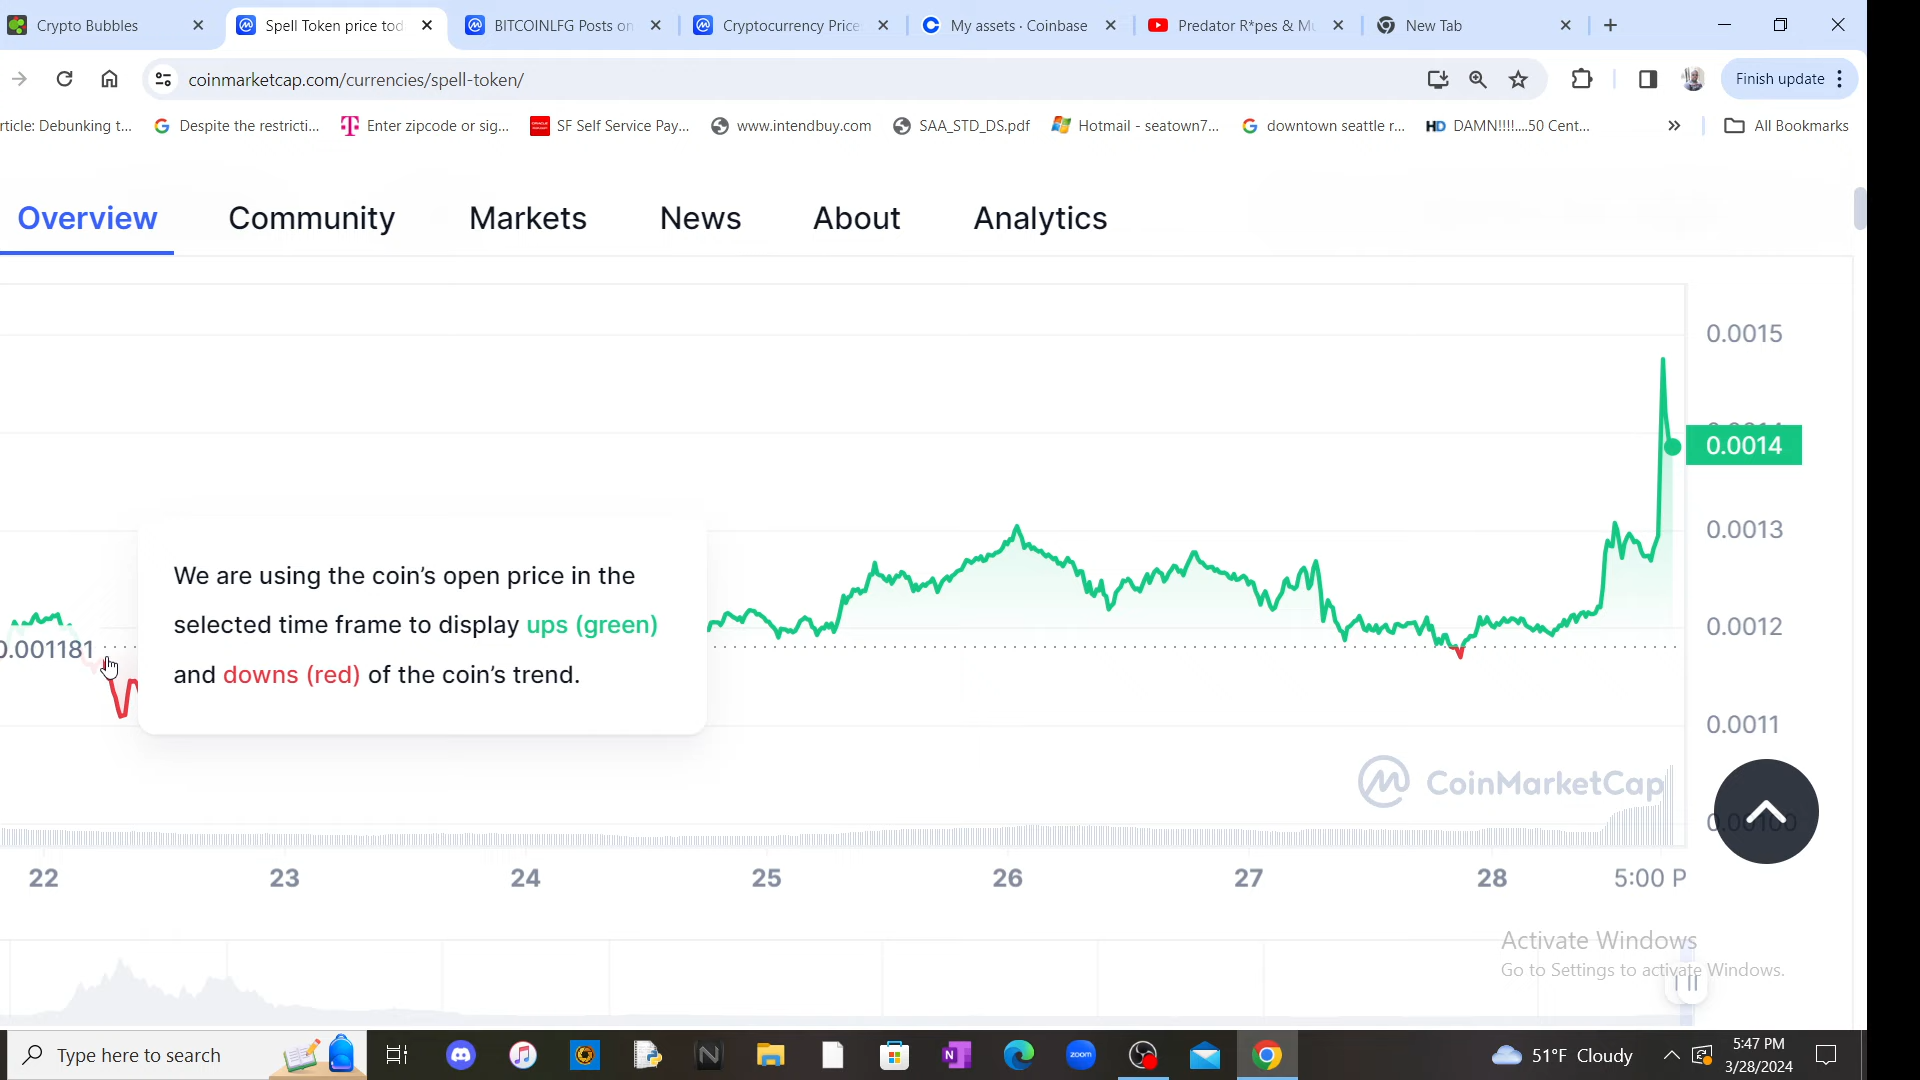 Crypto Bubbles
Spell Token price tod
BITCOINLFG Posts on
Cryptocurrency Price
My assets · Coinbase
Predator R*pes & Mu
New Tab
coinmarketcap.com/currencies/spell-token/
Finish update
rticle: Debunking t...
Despite the restricti...
Enter zipcode or sig...
SF Self Service Pay...
www.intendbuy.com
SAA_STD_DS.pdf
Hotmail - seatown7...
downtown seattle r...
HD DAMN!!!!....50 Cent...
»
All Bookmarks
Overview
Community
Markets
News
About
Analytics
0.0015
0.0014
0.0013
0.0012
0.0011
0.001181
We are using the coin’s open price in the
selected time frame to display ups (green)
and downs (red) of the coin’s trend.
CoinMarketCap
22 23 24 25 26 27 28 5:00 P
Activate Windows
Go to Settings to activate Windows.
Type here to search
zoom
51°F Cloudy
5:47 PM
3/28/2024